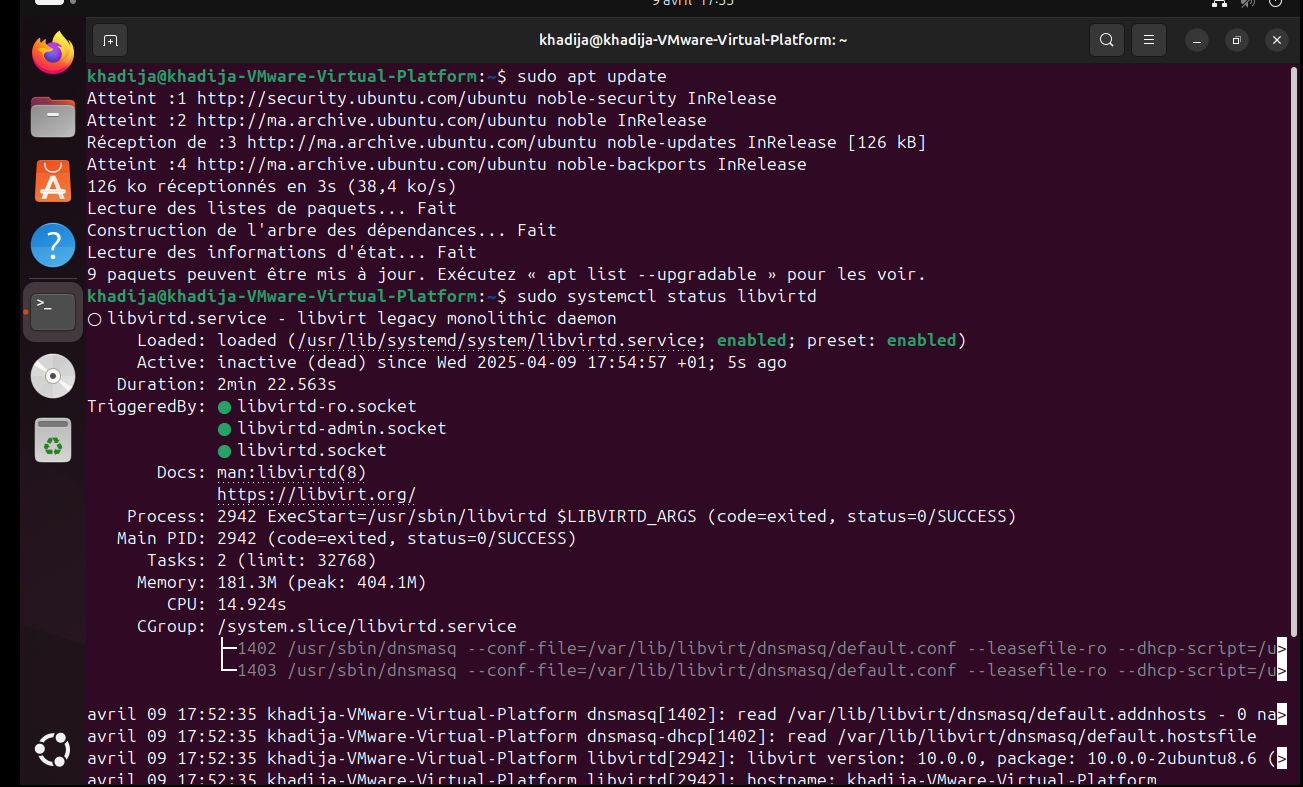 9 avril 17:55
khadija@khadija-VMware-Virtual-Platform: ~
khadija@khadija-VMware-Virtual-Platform:~$ sudo apt update
Atteint :1 http://security.ubuntu.com/ubuntu noble-security InRelease
Atteint :2 http://ma.archive.ubuntu.com/ubuntu noble InRelease
Réception de :3 http://ma.archive.ubuntu.com/ubuntu noble-updates InRelease [126 kB]
Atteint :4 http://ma.archive.ubuntu.com/ubuntu noble-backports InRelease
126 ko réceptionnés en 3s (38,4 ko/s)
Lecture des listes de paquets... Fait
Construction de l'arbre des dépendances... Fait
Lecture des informations d'état... Fait
9 paquets peuvent être mis à jour. Exécutez « apt list --upgradable » pour les voir.
khadija@khadija-VMware-Virtual-Platform:~$ sudo systemctl status libvirtd
○ libvirtd.service - libvirt legacy monolithic daemon
Loaded: loaded (/usr/lib/systemd/system/libvirtd.service; enabled; preset: enabled)
Active: inactive (dead) since Wed 2025-04-09 17:54:57 +01; 5s ago
Duration: 2min 22.563s
TriggeredBy: ● libvirtd-ro.socket
● libvirtd-admin.socket
● libvirtd.socket
Docs: man:libvirtd(8)
https://libvirt.org/
Process: 2942 ExecStart=/usr/sbin/libvirtd $LIBVIRTD_ARGS (code=exited, status=0/SUCCESS)
Main PID: 2942 (code=exited, status=0/SUCCESS)
Tasks: 2 (limit: 32768)
Memory: 181.3M (peak: 404.1M)
CPU: 14.924s
CGroup: /system.slice/libvirtd.service
├─1402 /usr/sbin/dnsmasq --conf-file=/var/lib/libvirt/dnsmasq/default.conf --leasefile-ro --dhcp-script=/u>
└─1403 /usr/sbin/dnsmasq --conf-file=/var/lib/libvirt/dnsmasq/default.conf --leasefile-ro --dhcp-script=/u>
avril 09 17:52:35 khadija-VMware-Virtual-Platform dnsmasq[1402]: read /var/lib/libvirt/dnsmasq/default.addnhosts - 0 na>
avril 09 17:52:35 khadija-VMware-Virtual-Platform dnsmasq-dhcp[1402]: read /var/lib/libvirt/dnsmasq/default.hostsfile
avril 09 17:52:35 khadija-VMware-Virtual-Platform libvirtd[2942]: libvirt version: 10.0.0, package: 10.0.0-2ubuntu8.6 (>
avril 09 17:52:35 khadija-VMware-Virtual-Platform libvirtd[2942]: hostname: khadija-VMware-Virtual-Platform